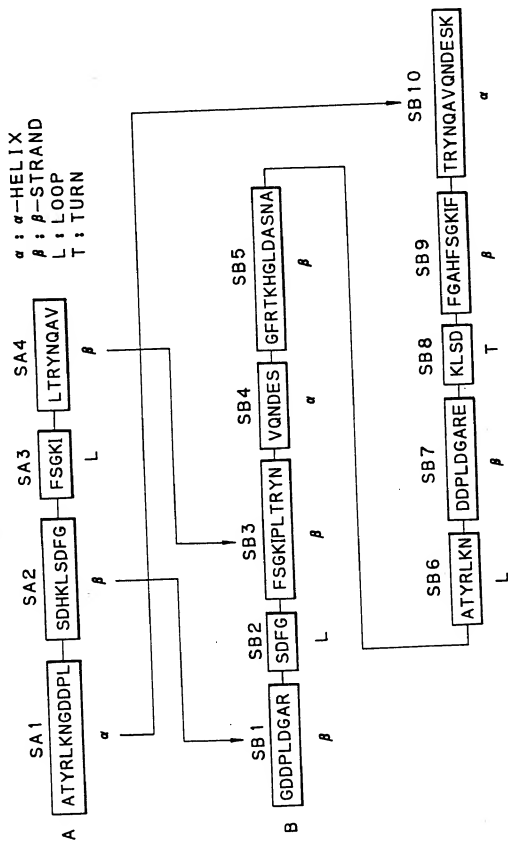 α : α-HELIX
β : β-STRAND
L : LOOP
T : TURN
SA1 SA2 SA3 SA4
A ATYRLKNGDDPL SDHKLSDFG FSGKI LTRYNQAV
α β L β
SB1 SB2 SB3 SB4 SB5
B GDDPLDGAR SDFG FSGKIPLTRYN VQNDES GFRTKHGLDASNA
β L β α β
SB6 SB7 SB8 SB9 SB10
ATYRLKN DDPLDGARE KLSD FGAHFSGKIF TRYNQAVQNDESK
L β T β α